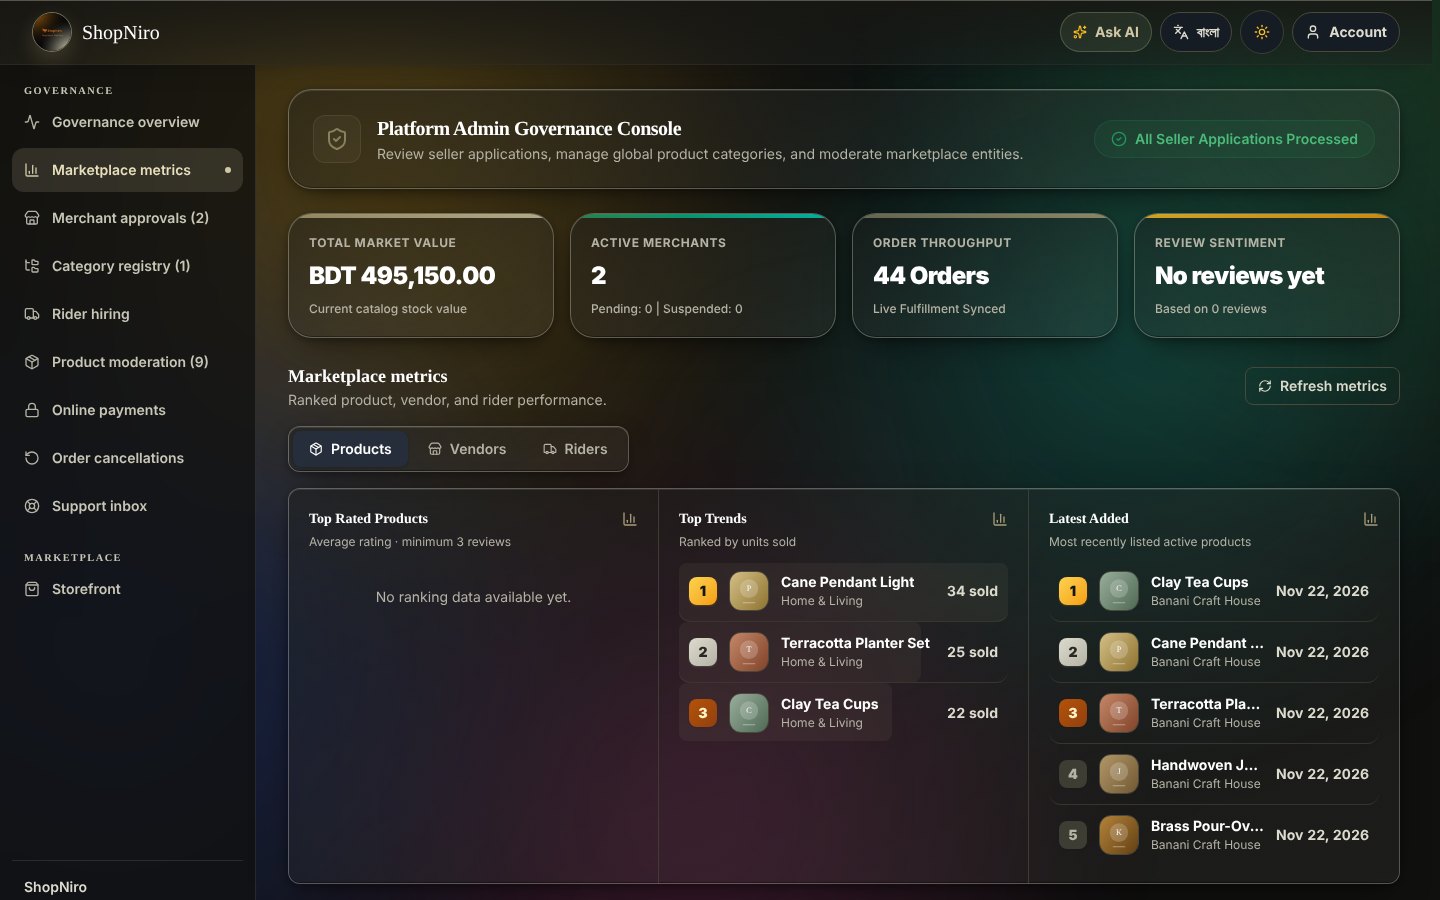 ShopNiro
Ask AI
বাংলা
Account
GOVERNANCE
Governance overview
Marketplace metrics
Merchant approvals (2)
Category registry (1)
Rider hiring
Product moderation (9)
Online payments
Order cancellations
Support inbox
MARKETPLACE
Storefront
ShopNiro
Platform Admin Governance Console
Review seller applications, manage global product categories, and moderate marketplace entities.
All Seller Applications Processed
TOTAL MARKET VALUE
BDT 495,150.00
Current catalog stock value
ACTIVE MERCHANTS
2
Pending: 0 | Suspended: 0
ORDER THROUGHPUT
44 Orders
Live Fulfillment Synced
REVIEW SENTIMENT
No reviews yet
Based on 0 reviews
Marketplace metrics
Ranked product, vendor, and rider performance.
Refresh metrics
Products
Vendors
Riders
Top Rated Products
Average rating · minimum 3 reviews
No ranking data available yet.
Top Trends
Ranked by units sold
1 P Cane Pendant Light 34 sold
Home & Living
2 T Terracotta Planter Set 25 sold
Home & Living
3 C Clay Tea Cups 22 sold
Home & Living
Latest Added
Most recently listed active products
1 C Clay Tea Cups Nov 22, 2026
Banani Craft House
2 P Cane Pendant ... Nov 22, 2026
Banani Craft House
3 T Terracotta Pla... Nov 22, 2026
Banani Craft House
4 J Handwoven J... Nov 22, 2026
Banani Craft House
5 K Brass Pour-Ov... Nov 22, 2026
Banani Craft House